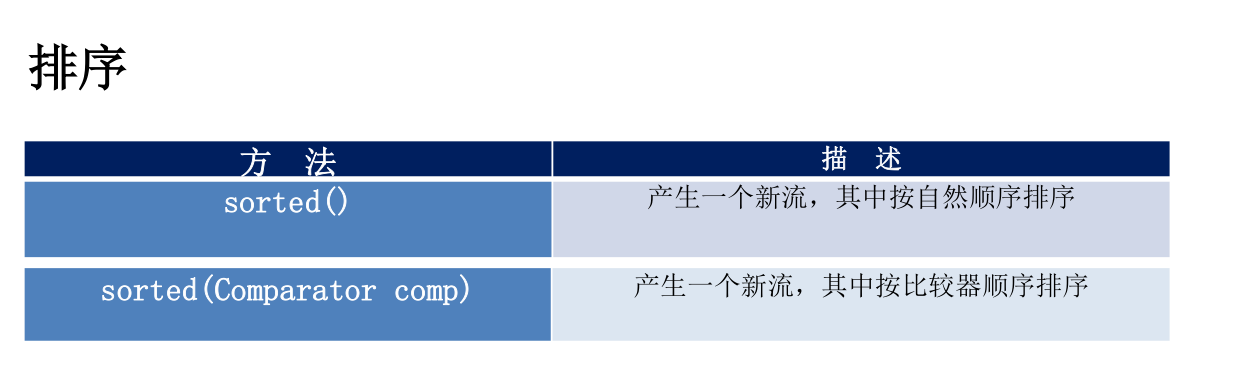 排序
方 法 描 述
sorted() 产生一个新流，其中按自然顺序排序
sorted(Comparator comp) 产生一个新流，其中按比较器顺序排序